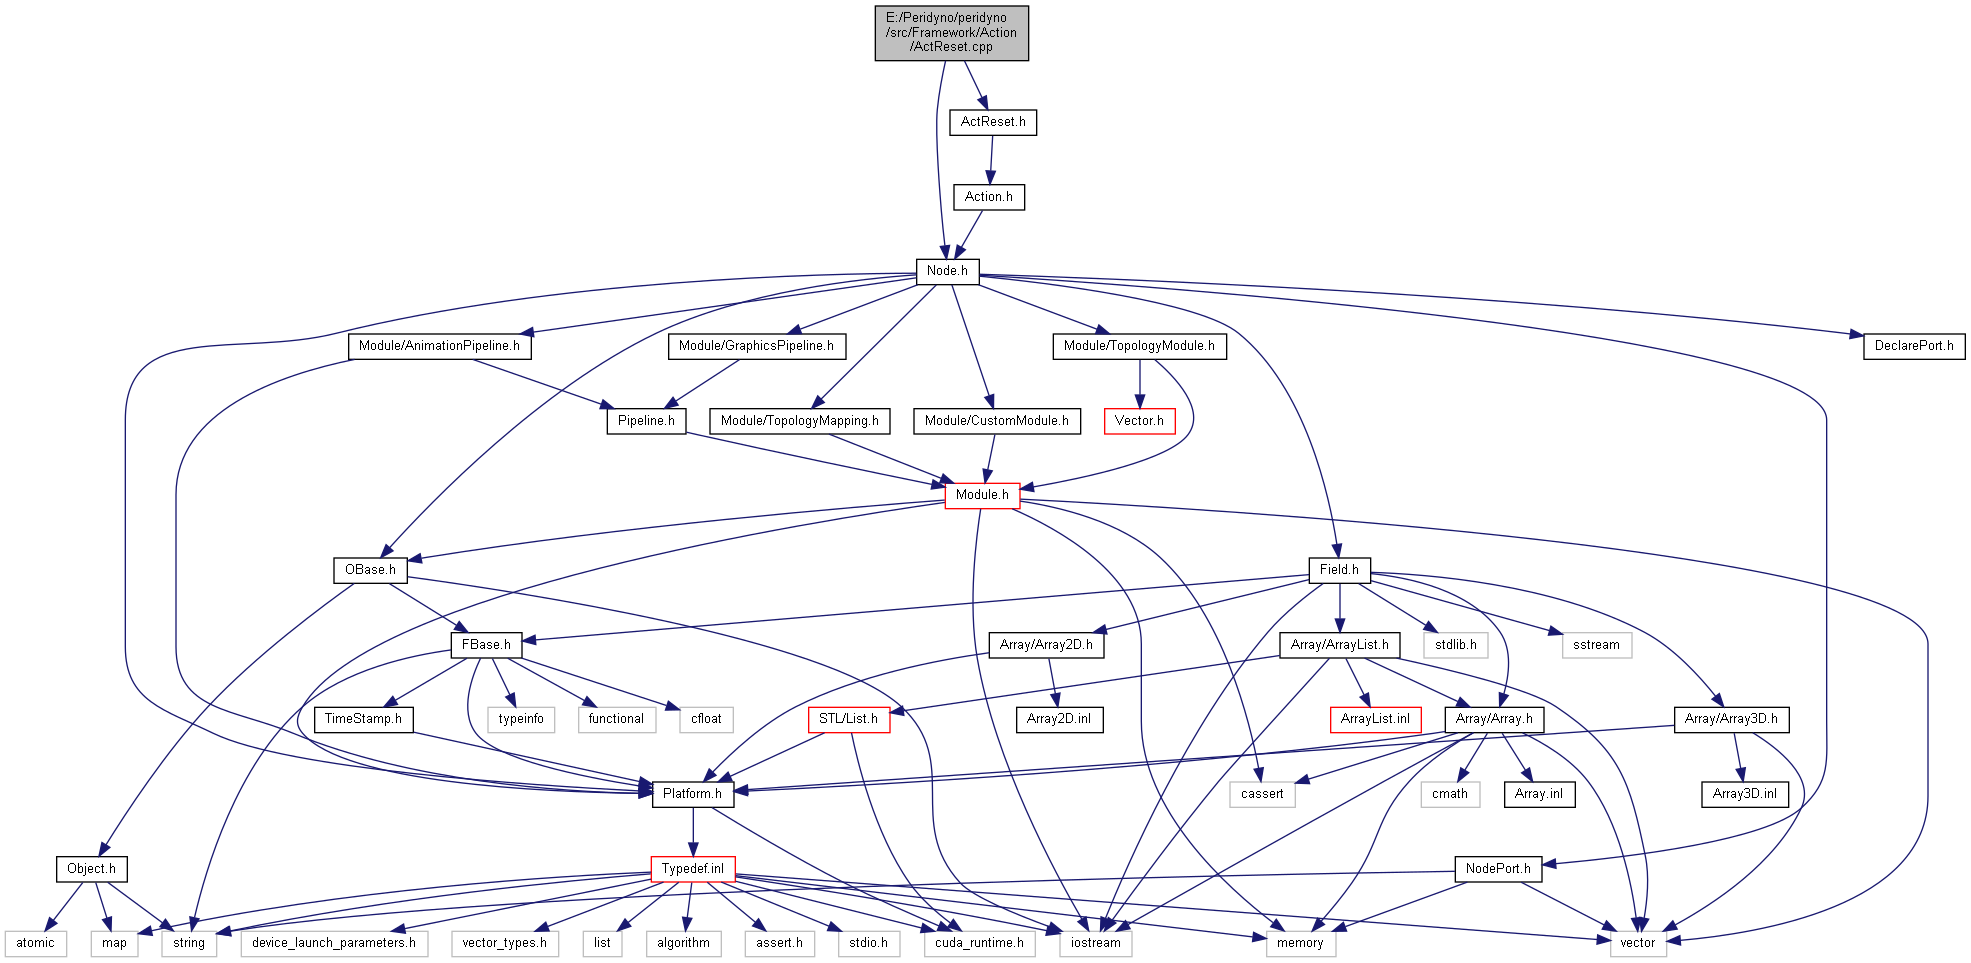 E:/Peridyno/peridyno
/src/Framework/Action
/ActReset.cpp
ActReset.h
Action.h
Node.h
Module/AnimationPipeline.h
Module/GraphicsPipeline.h
Module/TopologyModule.h
DeclarePort.h
Pipeline.h
Module/TopologyMapping.h
Module/CustomModule.h
Vector.h
Module.h
OBase.h
Field.h
FBase.h
Array/Array2D.h
Array/ArrayList.h
stdlib.h
sstream
TimeStamp.h
typeinfo
functional
cfloat
STL/List.h
Array2D.inl
ArrayList.inl
Array/Array.h
Array/Array3D.h
Platform.h
cassert
cmath
Array.inl
Array3D.inl
Object.h
Typedef.inl
NodePort.h
atomic
map
string
device_launch_parameters.h
vector_types.h
list
algorithm
assert.h
stdio.h
cuda_runtime.h
iostream
memory
vector